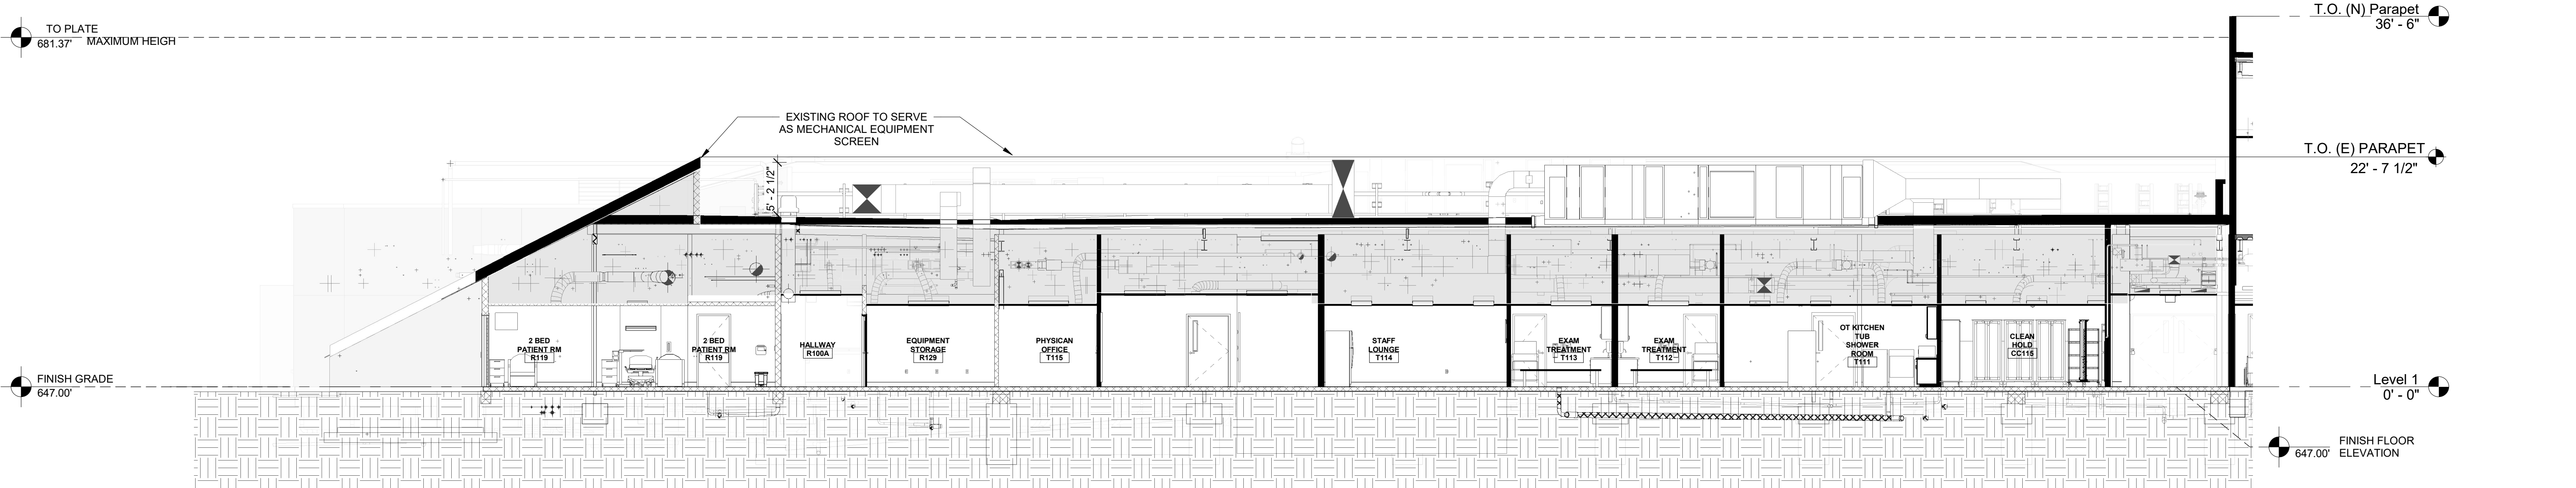 TO PLATE
681.37' MAXIMUM HEIGH
T.O. (N) Parapet
36' - 6"
EXISTING ROOF TO SERVE
AS MECHANICAL EQUIPMENT
SCREEN
T.O. (E) PARAPET
22' - 7 1/2"
5' - 2 1/2"
2 BED
PATIENT RM
R119
2 BED
PATIENT RM
R119
HALLWAY
R100A
EQUIPMENT
STORAGE
R129
PHYSICAN
OFFICE
T115
STAFF
LOUNGE
T114
EXAM
TREATMENT
T113
EXAM
TREATMENT
T112
OT KITCHEN
TUB
SHOWER
ROOM
T111
CLEAN
HOLD
CC115
FINISH GRADE
647.00'
Level 1
0' - 0"
FINISH FLOOR
647.00' ELEVATION